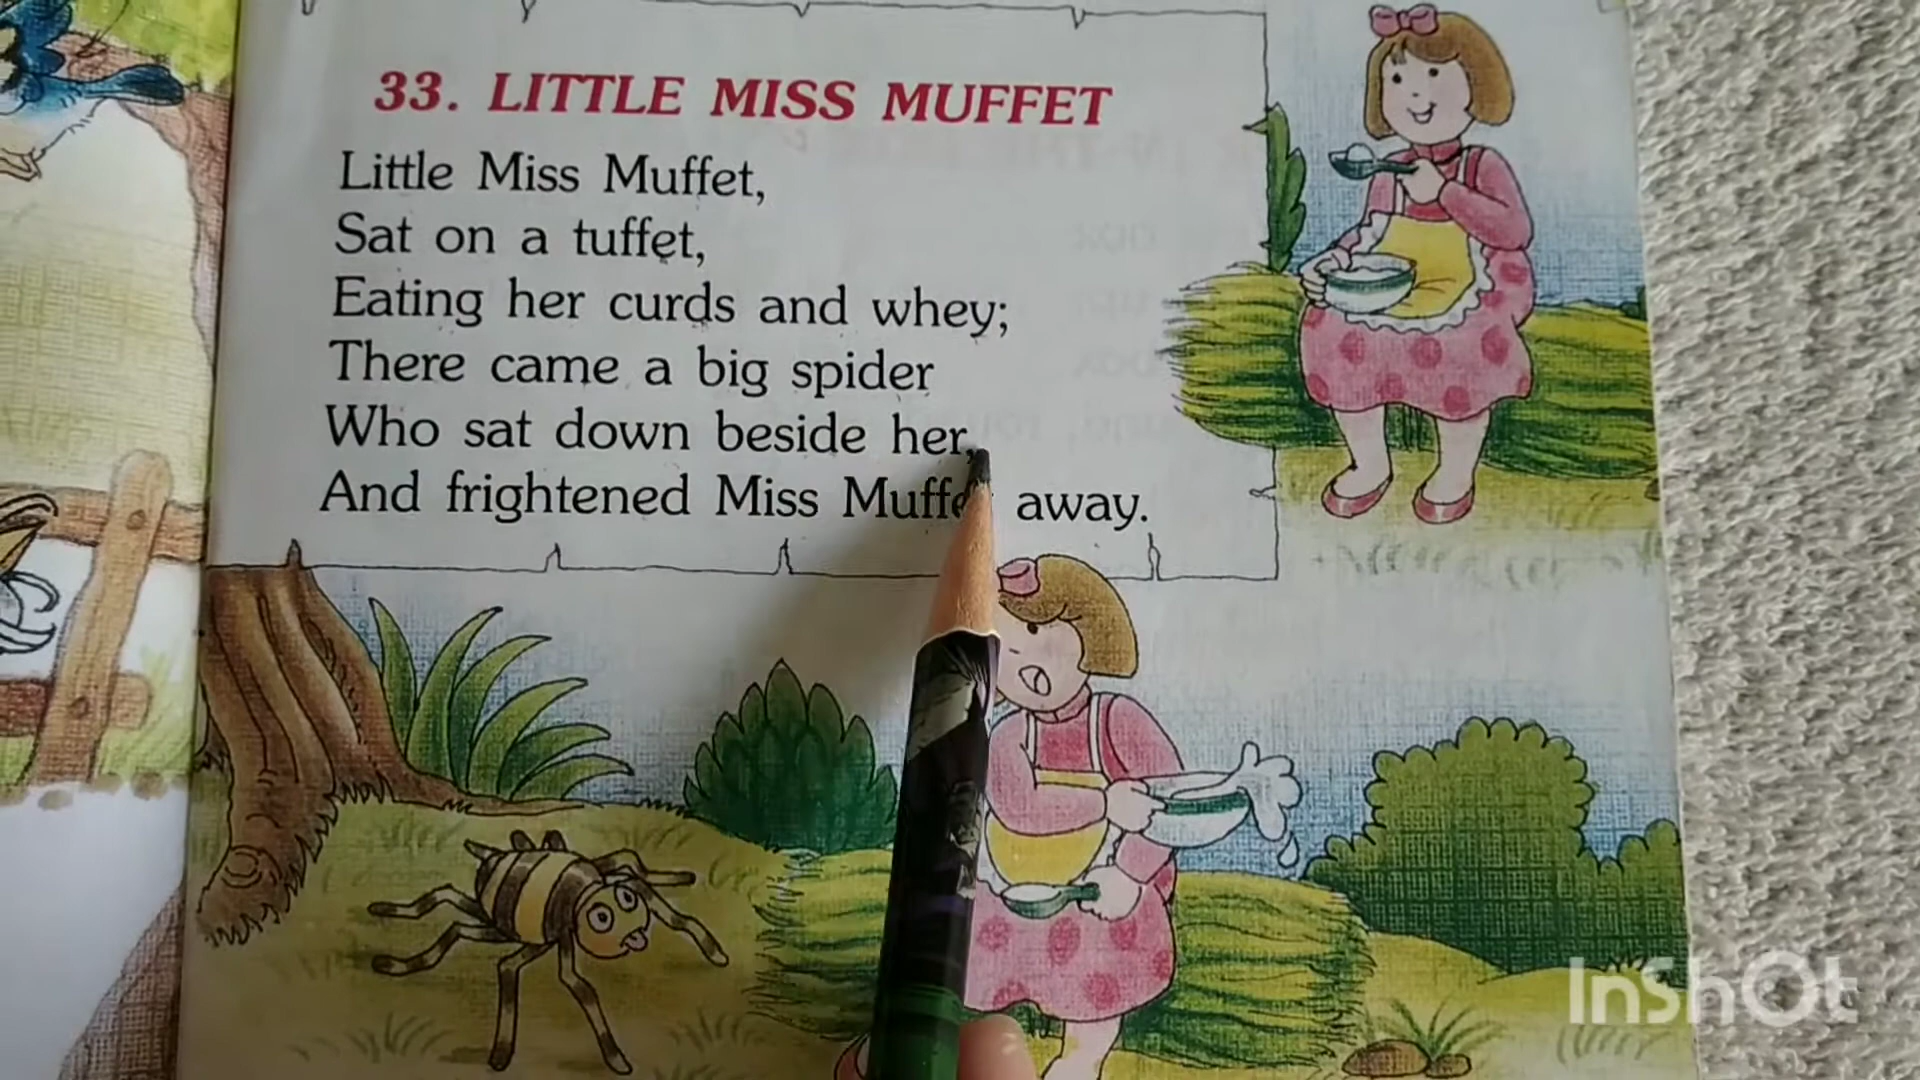 33. LITTLE MISS MUFFET
Little Miss Muffet,
Sat on a tuffet,
Eating her curds and whey;
There came a big spider
Who sat down beside her,
And frightened Miss Muffet away.
InShOt